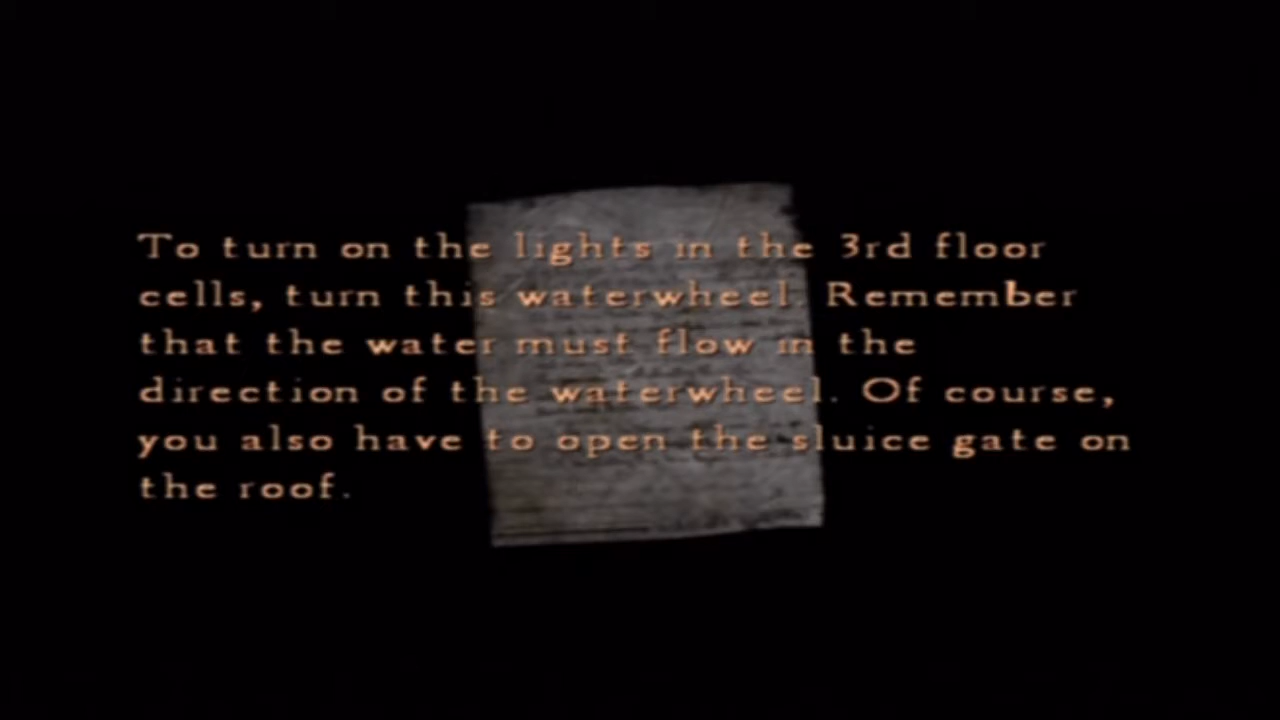 To turn on the lights in the 3rd floor
cells, turn this waterwheel. Remember
that the water must flow in the
direction of the waterwheel. Of course,
you also have to open the sluice gate on
the roof.